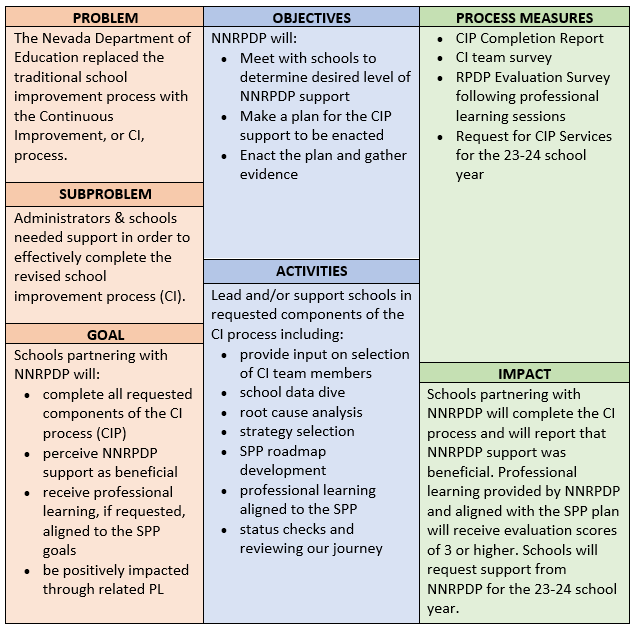 PROBLEM
The Nevada Department of
Education replaced the
traditional school
improvement process with
the Continuous
Improvement, or CI,
process.
SUBPROBLEM
Administrators & schools
needed support in order to
effectively complete the
revised school
improvement process (CI).
GOAL
Schools partnering with
NNRPDP will:
• complete all requested
components of the CI
process (CIP)
• perceive NNRPDP
support as beneficial
• receive professional
learning, if requested,
aligned to the SPP
goals
• be positively impacted
through related PL
OBJECTIVES
NNRPDP will:
• Meet with schools to
determine desired level of
NNRPDP support
• Make a plan for the CIP
support to be enacted
• Enact the plan and gather
evidence
ACTIVITIES
Lead and/or support schools in
requested components of the
CI process including:
• provide input on selection
of CI team members
• school data dive
• root cause analysis
• strategy selection
• SPP roadmap
development
• professional learning
aligned to the SPP
• status checks and
reviewing our journey
PROCESS MEASURES
• CIP Completion Report
• CI team survey
• RPDP Evaluation Survey
following professional
learning sessions
• Request for CIP Services
for the 23-24 school
year
IMPACT
Schools partnering with
NNRPDP will complete the CI
process and will report that
NNRPDP support was
beneficial. Professional
learning provided by NNRPDP
and aligned with the SPP plan
will receive evaluation scores
of 3 or higher. Schools will
request support from
NNRPDP for the 23-24 school
year.